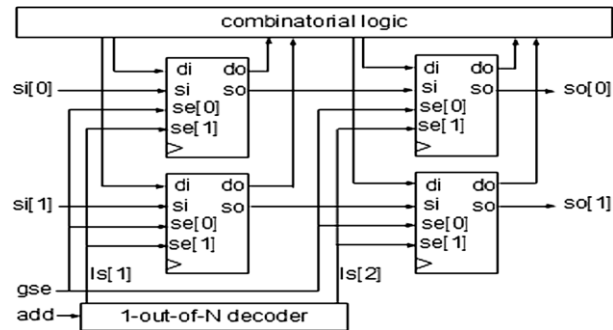 combinatorial logic
di do
si[0] si so
se[0]
se[1]
di do
si so so[0]
se[0]
se[1]
di do
si[1] si so
se[0]
se[1]
di do
si so so[1]
se[0]
se[1]
ls[1] ls[2]
gse
add 1-out-of-N decoder